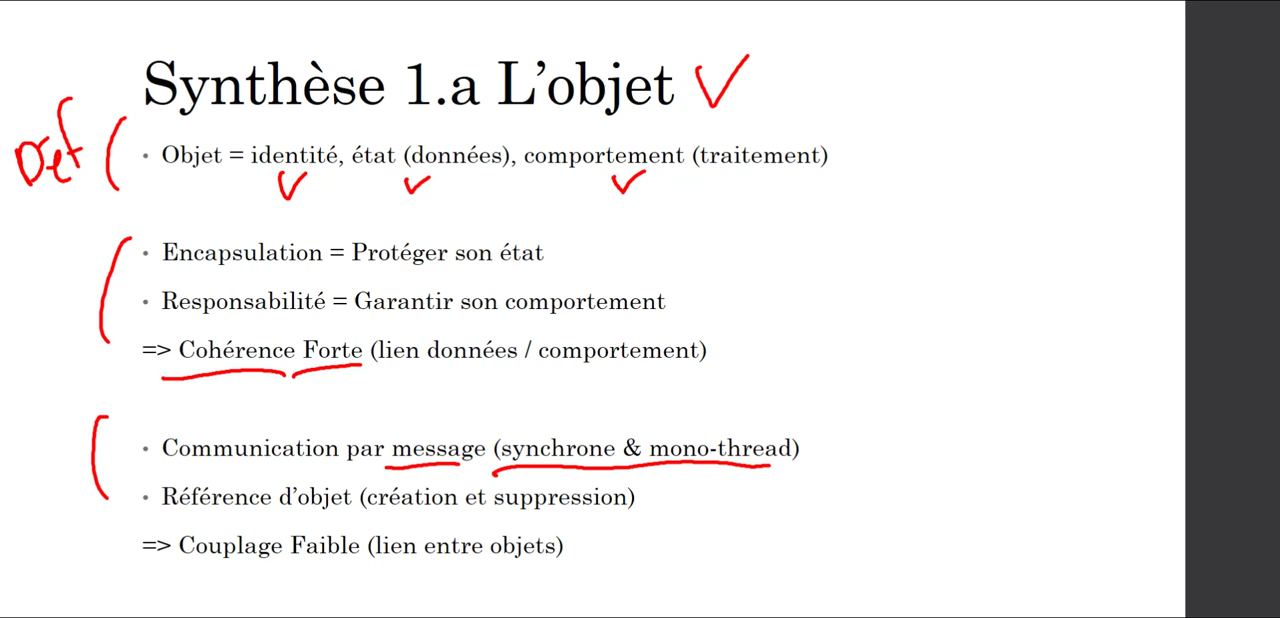 Synthèse 1.a L'objet
Def
• Objet = identité, état (données), comportement (traitement)
• Encapsulation = Protéger son état
• Responsabilité = Garantir son comportement
=> Cohérence Forte (lien données / comportement)
• Communication par message (synchrone & mono-thread)
• Référence d'objet (création et suppression)
=> Couplage Faible (lien entre objets)